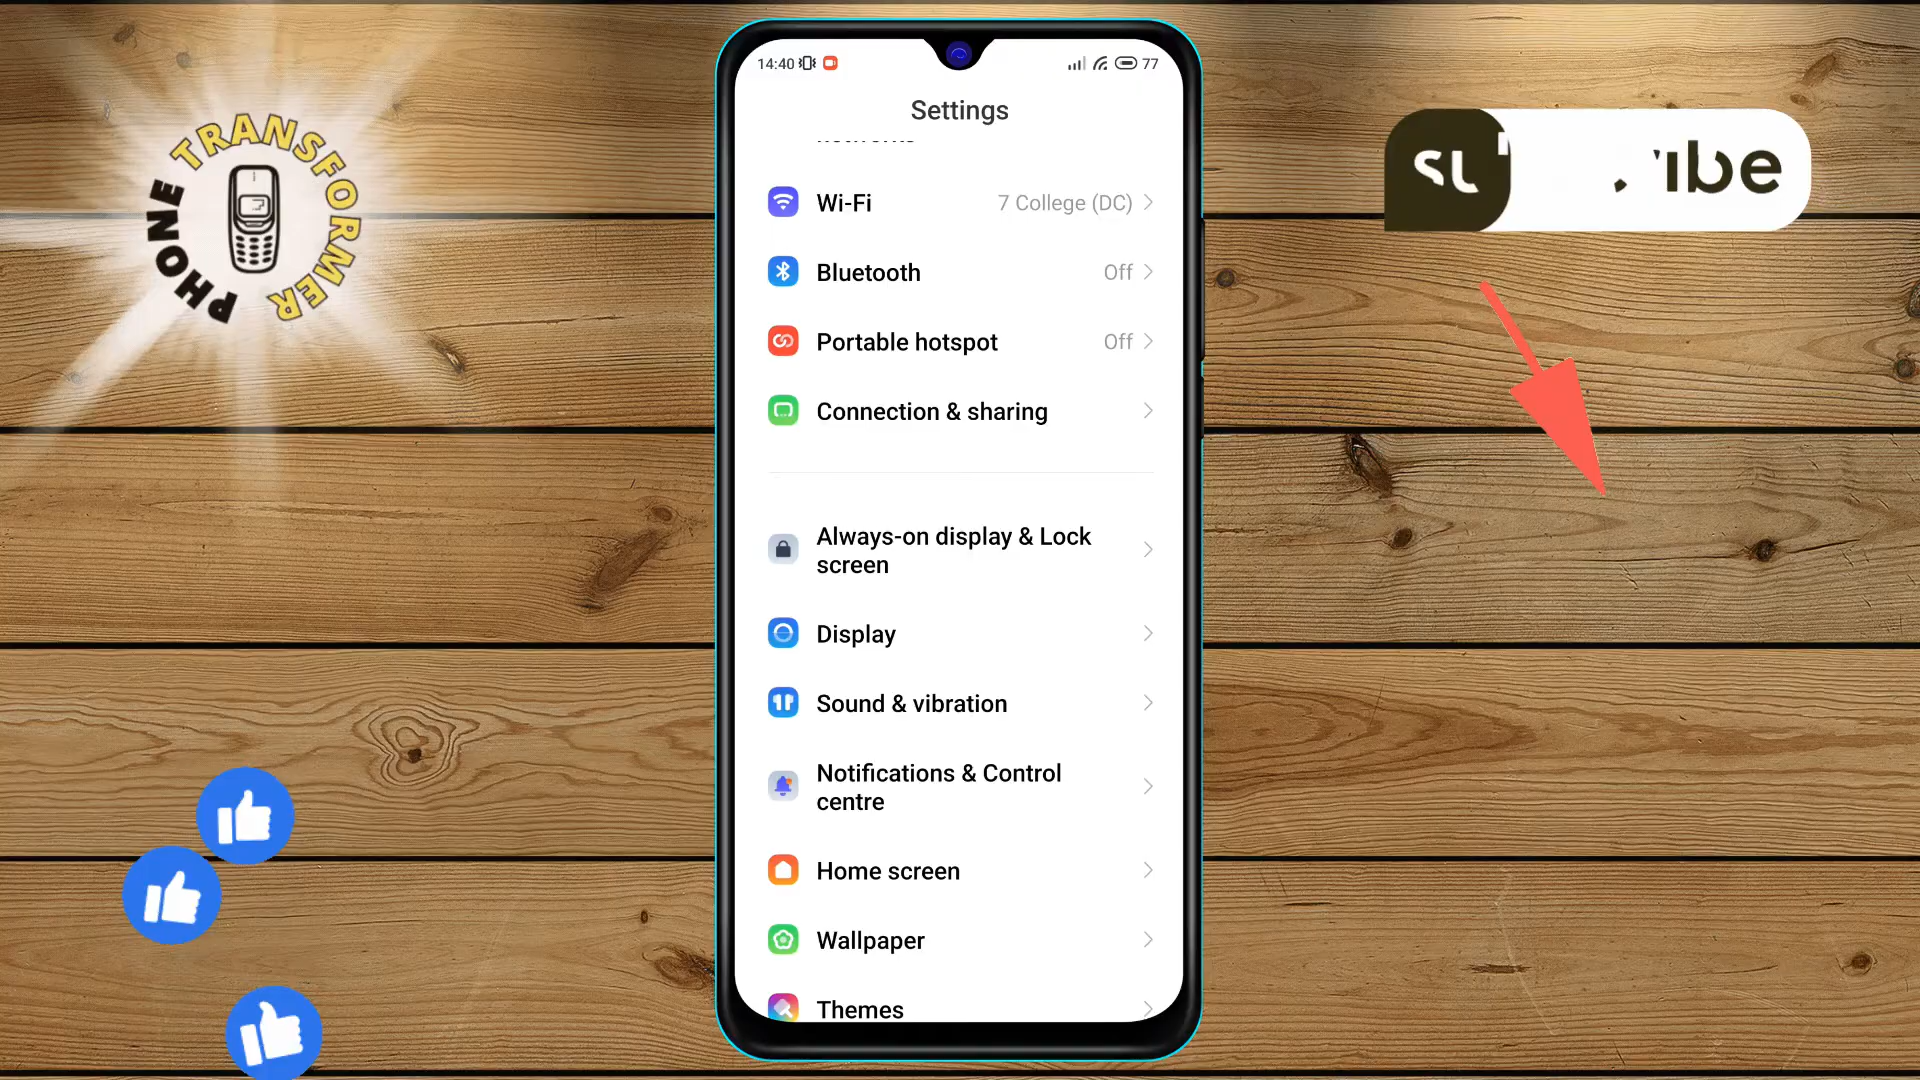 PHONE TRANSFORMER
14:40
77
Settings
Wi-Fi 7 College (DC)
Bluetooth Off
Portable hotspot Off
Connection & sharing
Always-on display & Lock
screen
Display
Sound & vibration
Notifications & Control
centre
Home screen
Wallpaper
Themes